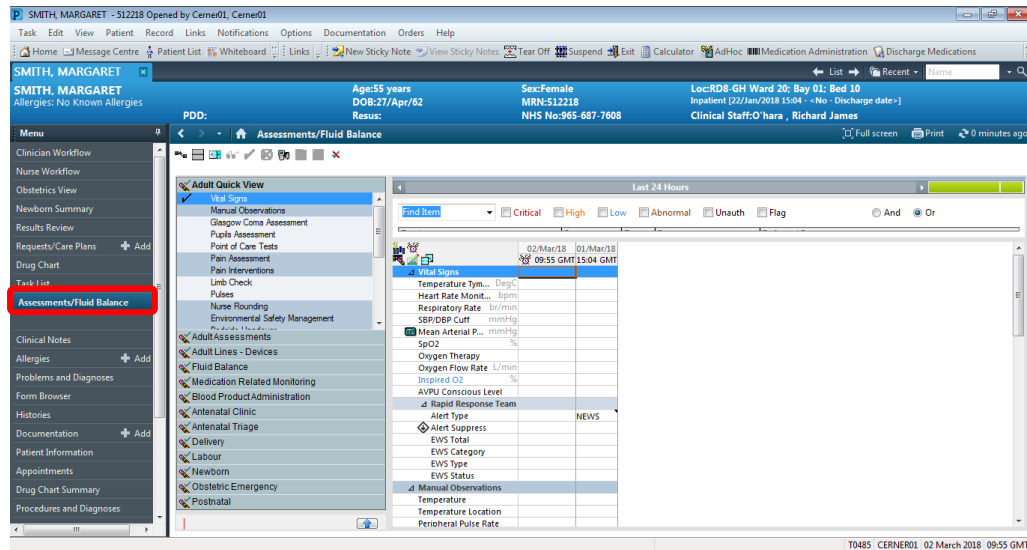 SMITH, MARGARET - 512218 Opened by Cerner01, Cerner01
Task Edit View Patient Record Links Notifications Options Documentation Orders Help
Home Message Centre Patient List Whiteboard Links New Sticky Note View Sticky Notes Tear Off Suspend Exit Calculator AdHoc Medication Administration Discharge Medications
SMITH, MARGARET List Recent Name
SMITH, MARGARET Age:55 years Sex:Female Loc:RD8-GH Ward 20; Bay 01; Bed 10
Allergies: No Known Allergies DOB:27/Apr/62 MRN:512218 Inpatient [22/Jan/2018 15:04 - <No - Discharge date>]
PDD: Resus: NHS No:965-687-7608 Clinical Staff:O'hara , Richard James
Menu Assessments/Fluid Balance Full screen Print 0 minutes ago
Clinician Workflow
Nurse Workflow
Obstetrics View
Newborn Summary
Results Review
Requests/Care Plans Add
Drug Chart
Task List
Assessments/Fluid Balance
Clinical Notes
Allergies Add
Problems and Diagnoses
Form Browser
Histories
Documentation Add
Patient Information
Appointments
Drug Chart Summary
Procedures and Diagnoses
Adult Quick View
Vital Signs
Manual Observations
Glasgow Coma Assessment
Pupils Assessment
Point of Care Tests
Pain Assessment
Pain Interventions
Limb Check
Pulses
Nurse Rounding
Environmental Safety Management
Adult Assessments
Adult Lines - Devices
Fluid Balance
Medication Related Monitoring
Blood Product Administration
Antenatal Clinic
Antenatal Triage
Delivery
Labour
Newborn
Obstetric Emergency
Postnatal
Last 24 Hours
Find Item Critical High Low Abnormal Unauth Flag And Or
02/Mar/18 01/Mar/18
09:55 GMT 15:04 GMT
Vital Signs
Temperature Tym... DegC
Heart Rate Monit... bpm
Respiratory Rate br/min
SBP/DBP Cuff mmHg
Mean Arterial P... mmHg
SpO2 %
Oxygen Therapy
Oxygen Flow Rate L/min
Inspired O2 %
AVPU Conscious Level
Rapid Response Team
Alert Type NEWS
Alert Suppress
EWS Total
EWS Category
EWS Type
EWS Status
Manual Observations
Temperature
Temperature Location
Peripheral Pulse Rate
T0485 CERNER01 02 March 2018 09:55 GMT